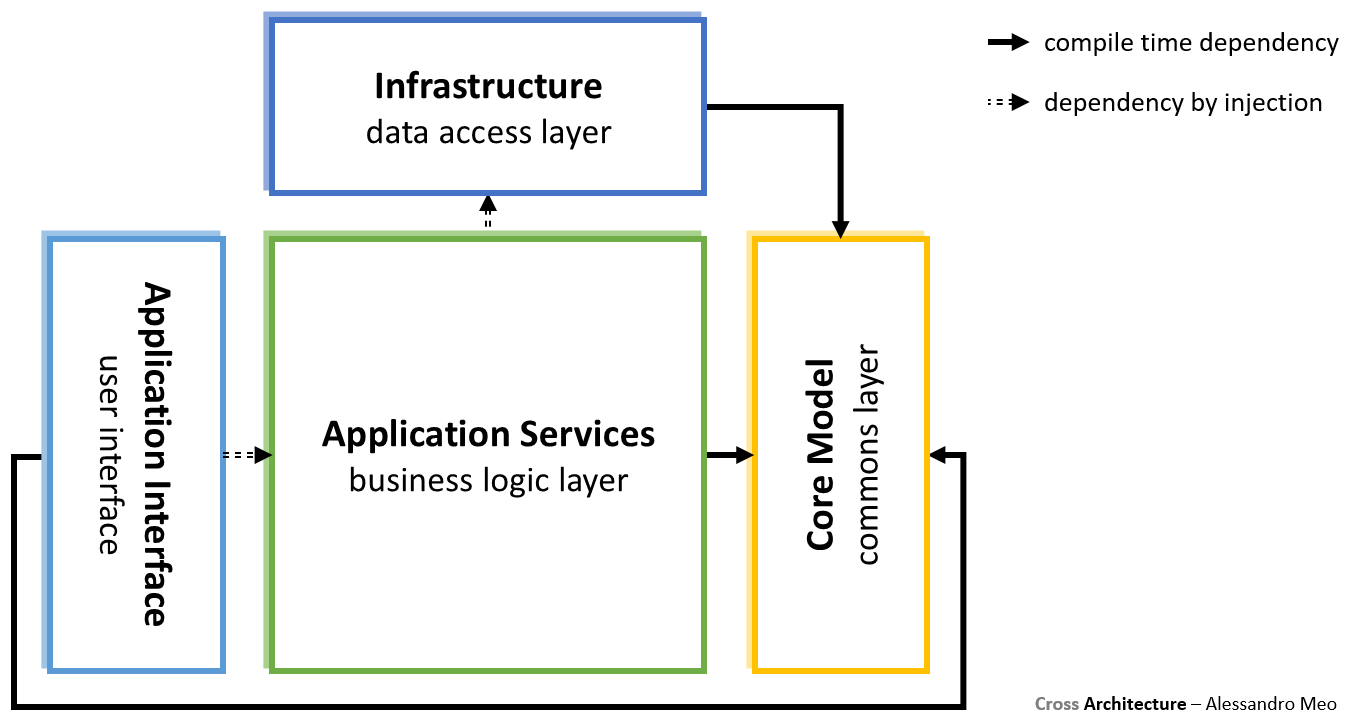 Infrastructure
data access layer
compile time dependency
dependency by injection
Application Interface
user interface
Application Services
business logic layer
Core Model
commons layer
Cross Architecture – Alessandro Meo